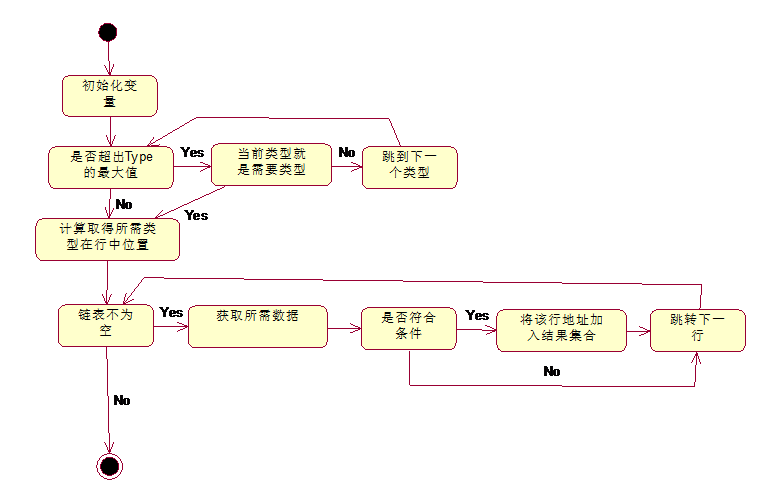 初始化变
量
是否超出Type
的最大值
Yes
当前类型就
是需要类型
No
跳到下一
个类型
No
Yes
计算取得所需类
型在行中位置
链表不为
空
Yes
获取所需数据
是否符合
条件
Yes
将该行地址加
入结果集合
跳转下一
行
No
No